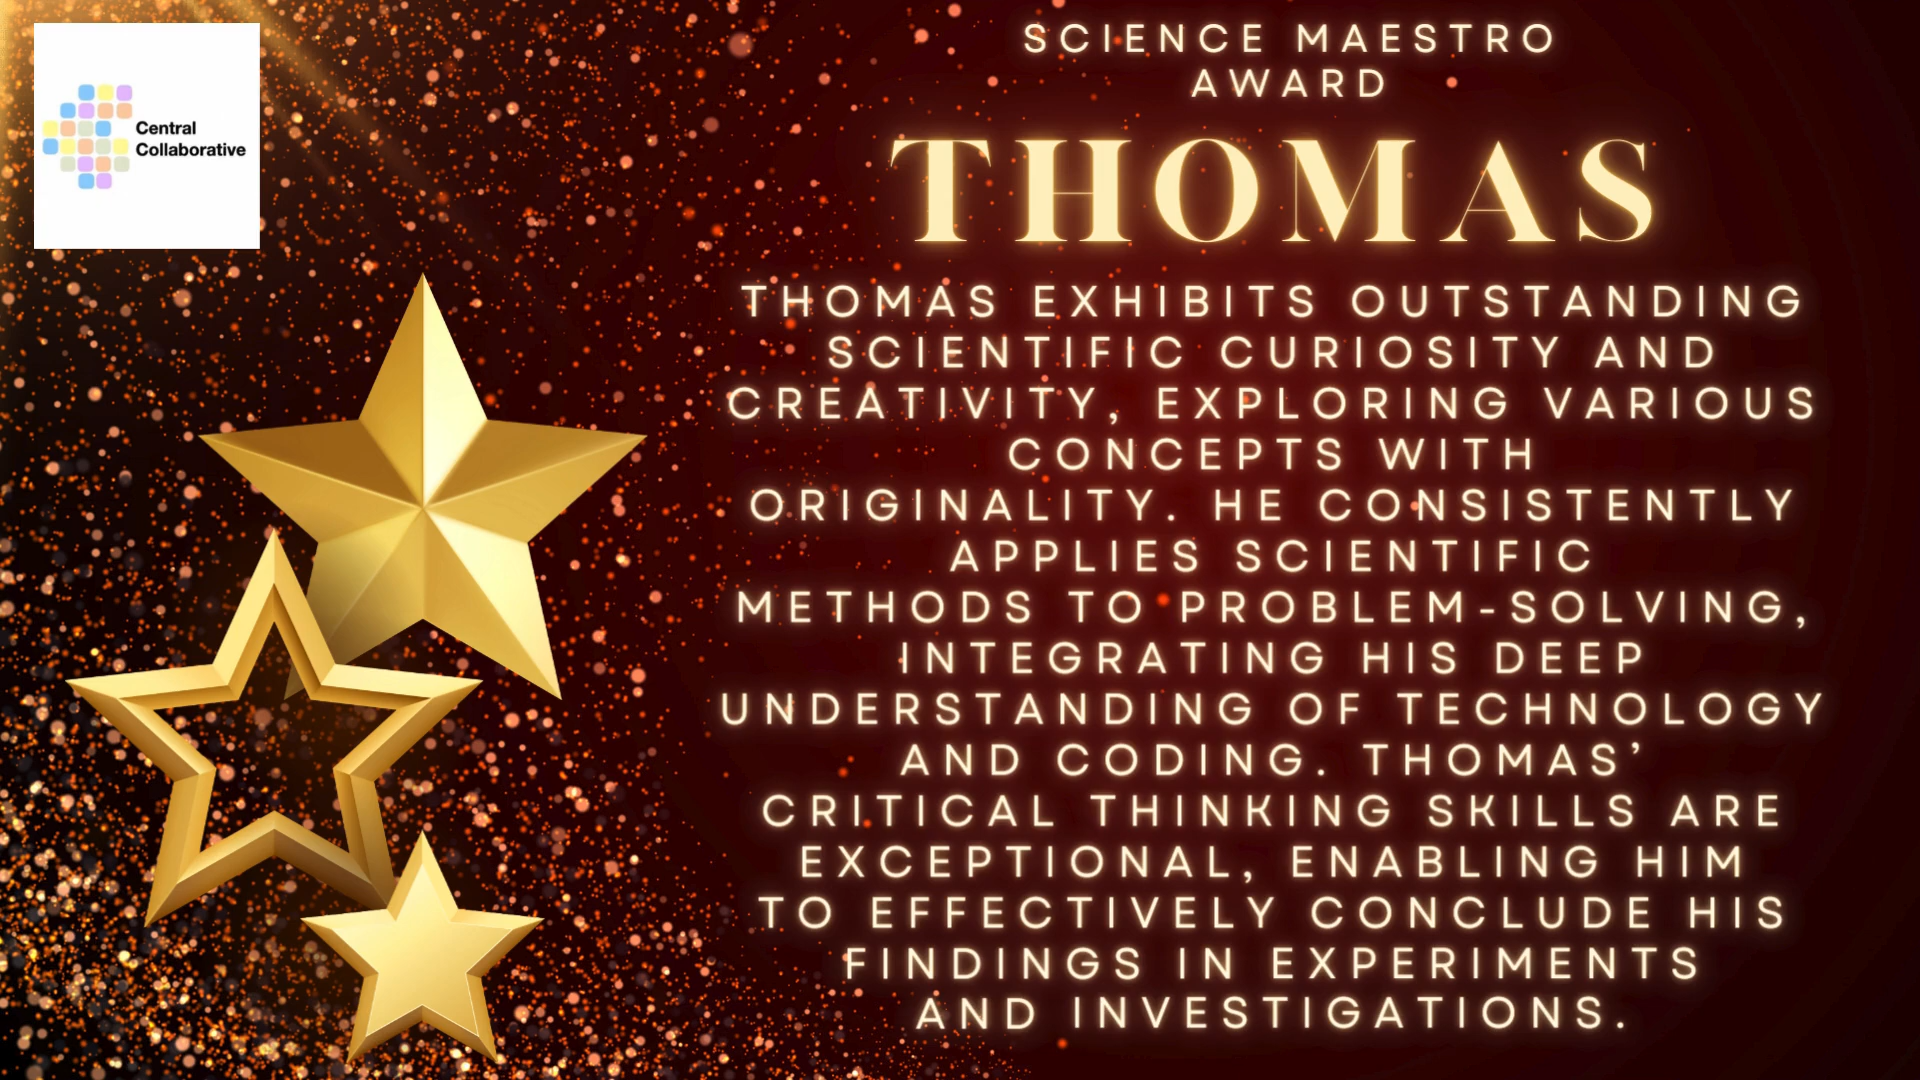 Central
Collaborative
SCIENCE MAESTRO
AWARD
THOMAS
THOMAS EXHIBITS OUTSTANDING
SCIENTIFIC CURIOSITY AND
CREATIVITY, EXPLORING VARIOUS
CONCEPTS WITH
ORIGINALITY. HE CONSISTENTLY
APPLIES SCIENTIFIC
METHODS TO PROBLEM-SOLVING,
INTEGRATING HIS DEEP
UNDERSTANDING OF TECHNOLOGY
AND CODING. THOMAS’
CRITICAL THINKING SKILLS ARE
EXCEPTIONAL, ENABLING HIM
TO EFFECTIVELY CONCLUDE HIS
FINDINGS IN EXPERIMENTS
AND INVESTIGATIONS.